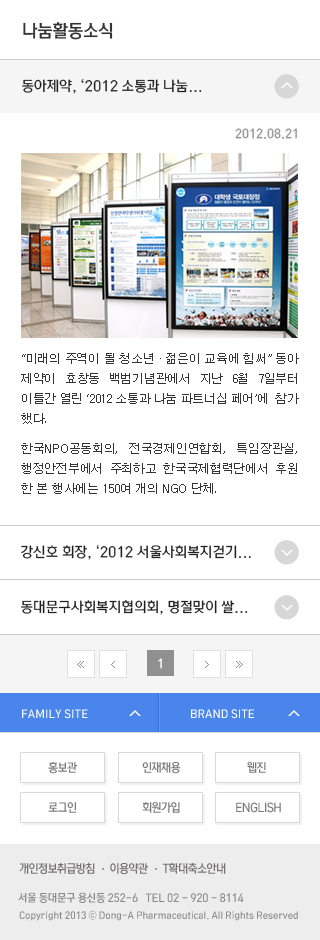 나눔활동소식
동아제약, ‘2012 소통과 나눔...
2012.08.21
대학생 국토대장정
“미래의 주역이 될 청소년 · 젊은이 교육에 힘써” 동아
제약이 효창동 백범기념관에서 지난 6월 7일부터
이틀간 열린 ‘2012 소통과 나눔 파트너십 페어’에 참가
했다.
한국NPO공동회의, 전국경제인연합회, 특임장관실,
행정안전부에서 주최하고 한국국제협력단에서 후원
한 본 행사에는 150여 개의 NGO 단체.
강신호 회장, ‘2012 서울사회복지걷기...
동대문구사회복지협의회, 명절맞이 쌀...
« ‹ 1 › »
FAMILY SITE BRAND SITE
홍보관 인재채용 웹진
로그인 회원가입 ENGLISH
개인정보취급방침 · 이용약관 · T확대축소안내
서울 동대문구 용신동 252-6 TEL 02 - 920 - 8114
Copyright 2013 ⓒ Dong-A Pharmaceutical. All Rights Reserved